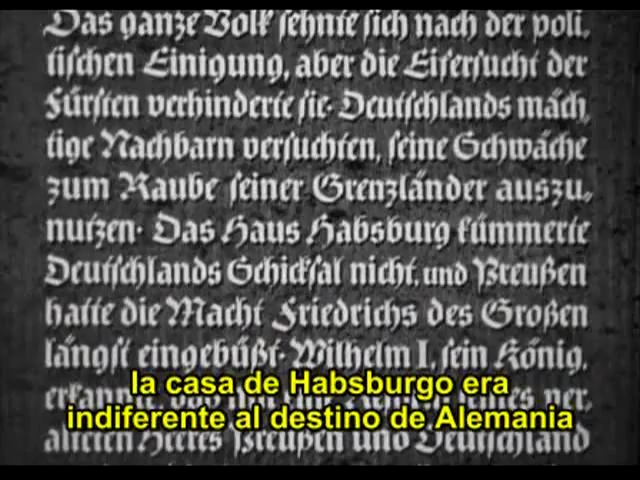 Das ganze Volk sehnte sich nach der poli-
tischen Einigung, aber die Eifersucht der
Fürsten verhinderte sie. Deutschlands mäch-
tige Nachbarn versuchten, seine Schwäche
zum Raube seiner Grenzländer auszu-
nutzen. Das Haus Habsburg kümmerte
Deutschlands Schicksal nicht, und Preußen
hatte die Macht Friedrichs des Großen
längst eingebüßt. Wilhelm I., sein König,
erkannte, daß
la casa de Habsburgo era
indiferente al destino de Alemania
alteten Heeres Preußen und Deutschland